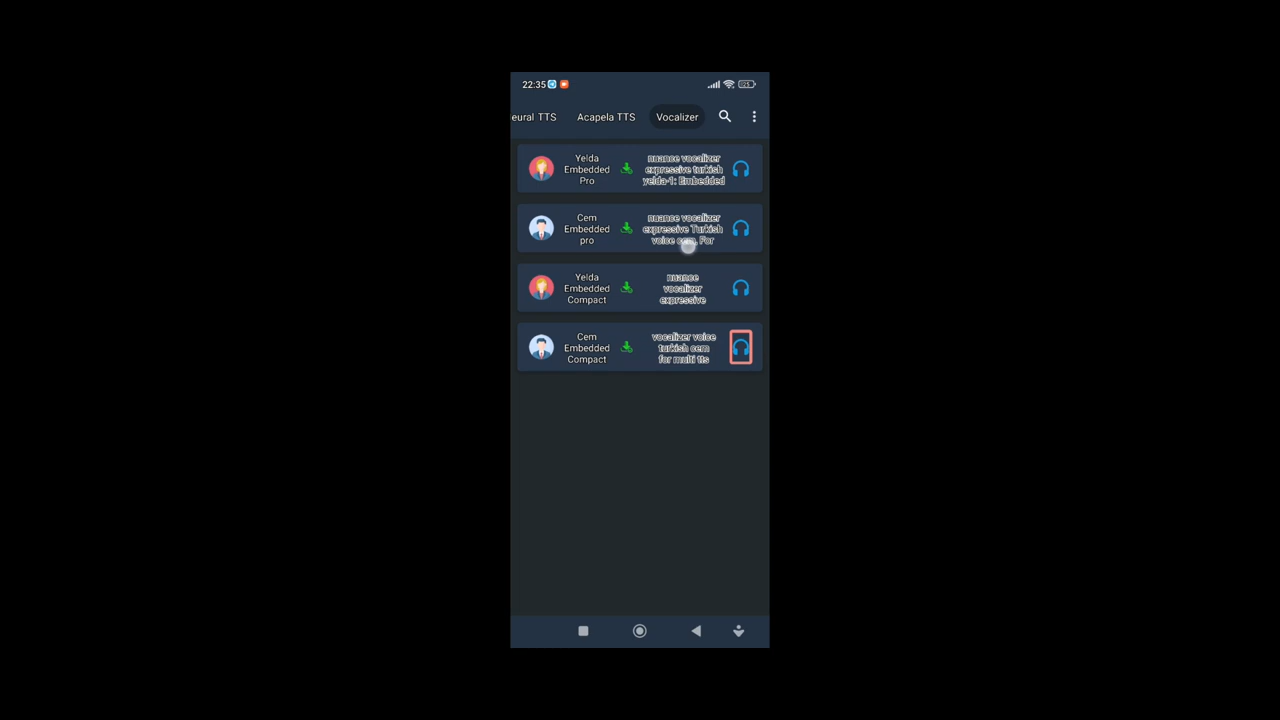 22:35
eural TTS Acapela TTS Vocalizer
Yelda
Embedded
Pro
nuance vocalizer
expressive turkish
yelda-1: Embedded
Cem
Embedded
pro
nuance vocalizer
expressive Turkish
voice cem, For
Yelda
Embedded
Compact
nuance
vocalizer
expressive
Cem
Embedded
Compact
vocalizer voice
turkish cem
for multi tts